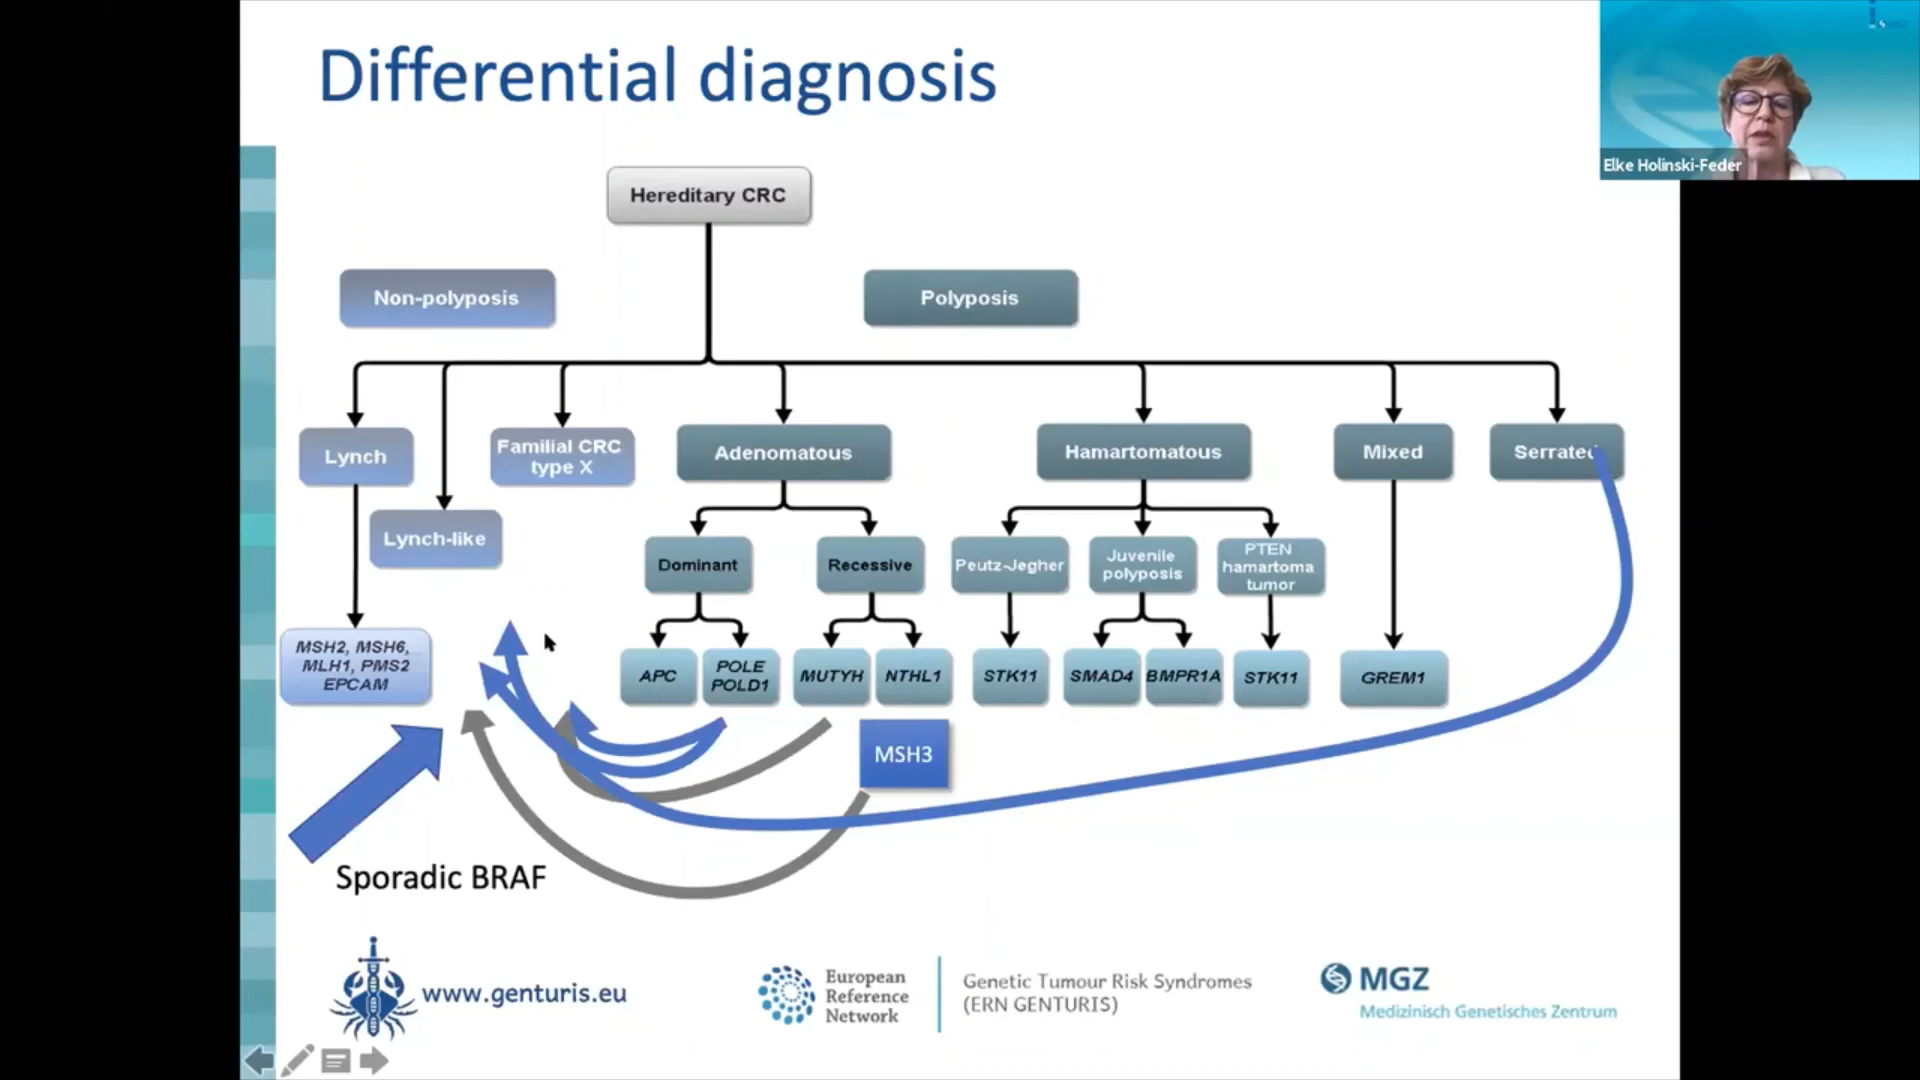 Differential diagnosis
Elke Holinski-Feder
Hereditary CRC
Non-polyposis
Polyposis
Lynch
Familial CRC
type X
Adenomatous
Hamartomatous
Mixed
Serrated
Lynch-like
Dominant
Recessive
Peutz-Jegher
Juvenile
polyposis
PTEN
hamartoma
tumor
MSH2, MSH6,
MLH1, PMS2
EPCAM
APC
POLE
POLD1
MUTYH
NTHL1
STK11
SMAD4
BMPR1A
STK11
GREM1
MSH3
Sporadic BRAF
www.genturis.eu
European
Reference
Network
Genetic Tumour Risk Syndromes
(ERN GENTURIS)
MGZ
Medizinisch Genetisches Zentrum